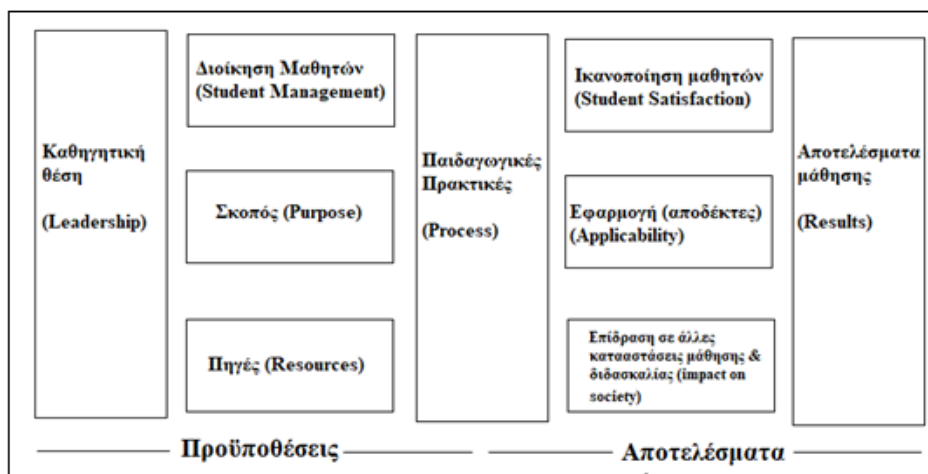 Καθηγητική
θέση
(Leadership)
Διοίκηση Μαθητών
(Student Management)
Σκοπός (Purpose)
Πηγές (Resources)
Παιδαγωγικές
Πρακτικές
(Process)
Ικανοποίηση μαθητών
(Student Satisfaction)
Εφαρμογή (αποδέκτες)
(Applicability)
Επίδραση σε άλλες
κατααστάσεις μάθησης &
διδασκαλίας (impact on
society)
Αποτελέσματα
μάθησης
(Results)
Προϋποθέσεις
Αποτελέσματα